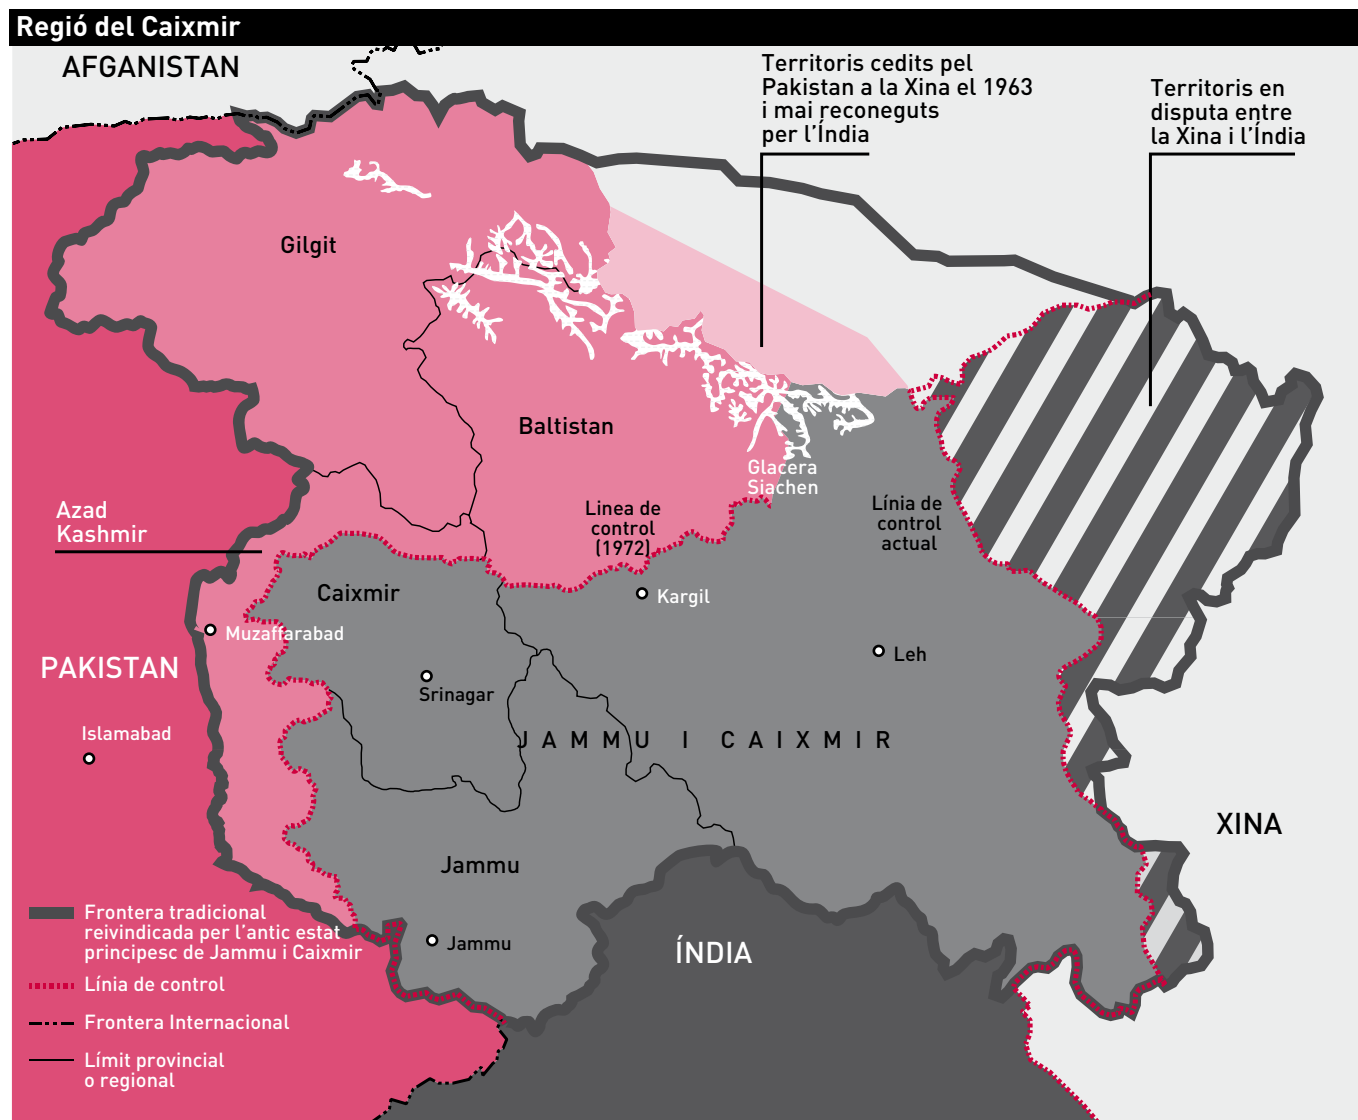 Regió del Caixmir
AFGANISTAN
Territoris cedits pel
Pakistan a la Xina el 1963
i mai reconeguts
per l'Índia
Territoris en
disputa entre
la Xina i l'Índia
Gilgit
Baltistan
Glacera
Siachen
Azad
Kashmir
Linea de
control
(1972)
Línia de
control
actual
Caixmir
Kargil
Muzaffarabad
PAKISTAN
Leh
Srinagar
Islamabad
JAMMU I CAIXMIR
XINA
Jammu
Jammu
ÍNDIA
Frontera tradicional
reivindicada per l'antic estat
principesc de Jammu i Caixmir
Línia de control
Frontera Internacional
Límit provincial
o regional